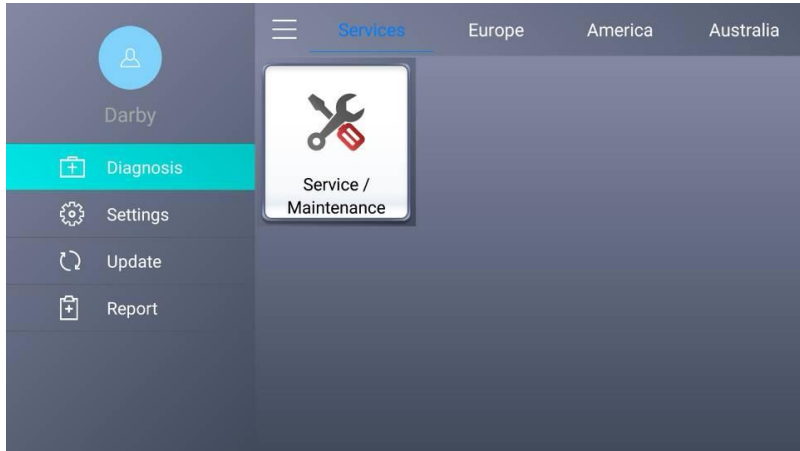 Services Europe America Australia
Darby
Diagnosis
Settings
Update
Report
Service /
Maintenance